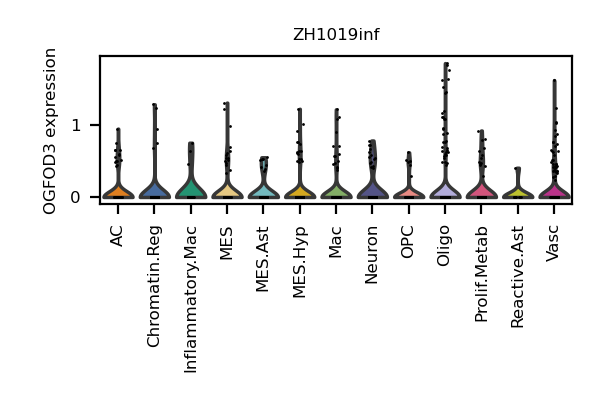 ZH1019inf
OGFOD3 expression
1
0
AC
Chromatin.Reg
Inflammatory.Mac
MES
MES.Ast
MES.Hyp
Mac
Neuron
OPC
Oligo
Prolif.Metab
Reactive.Ast
Vasc